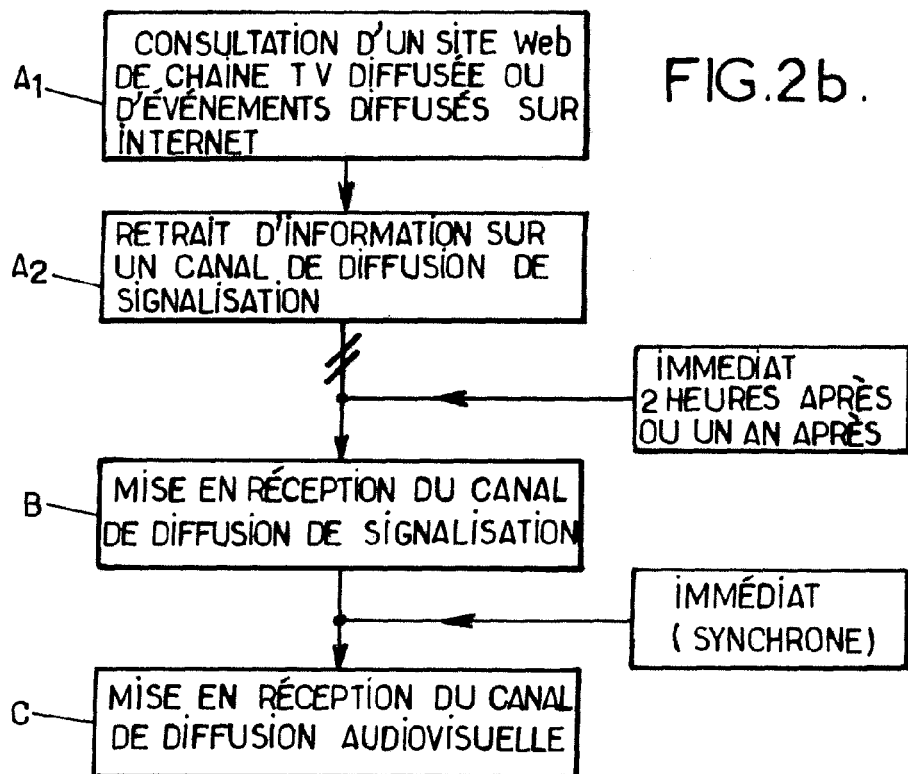 FIG.2b.
A1
CONSULTATION D'UN SITE Web
DE CHAINE TV DIFFUSÉE OU
D'ÉVÉNEMENTS DIFFUSÉS SUR
INTERNET
A2
RETRAIT D'INFORMATION SUR
UN CANAL DE DIFFUSION DE
SIGNALISATION
IMMEDIAT
2 HEURES APRÈS
OU UN AN APRÈS
B
MISE EN RÉCEPTION DU CANAL
DE DIFFUSION DE SIGNALISATION
IMMÉDIAT
(SYNCHRONE)
C
MISE EN RÉCEPTION DU CANAL
DE DIFFUSION AUDIOVISUELLE